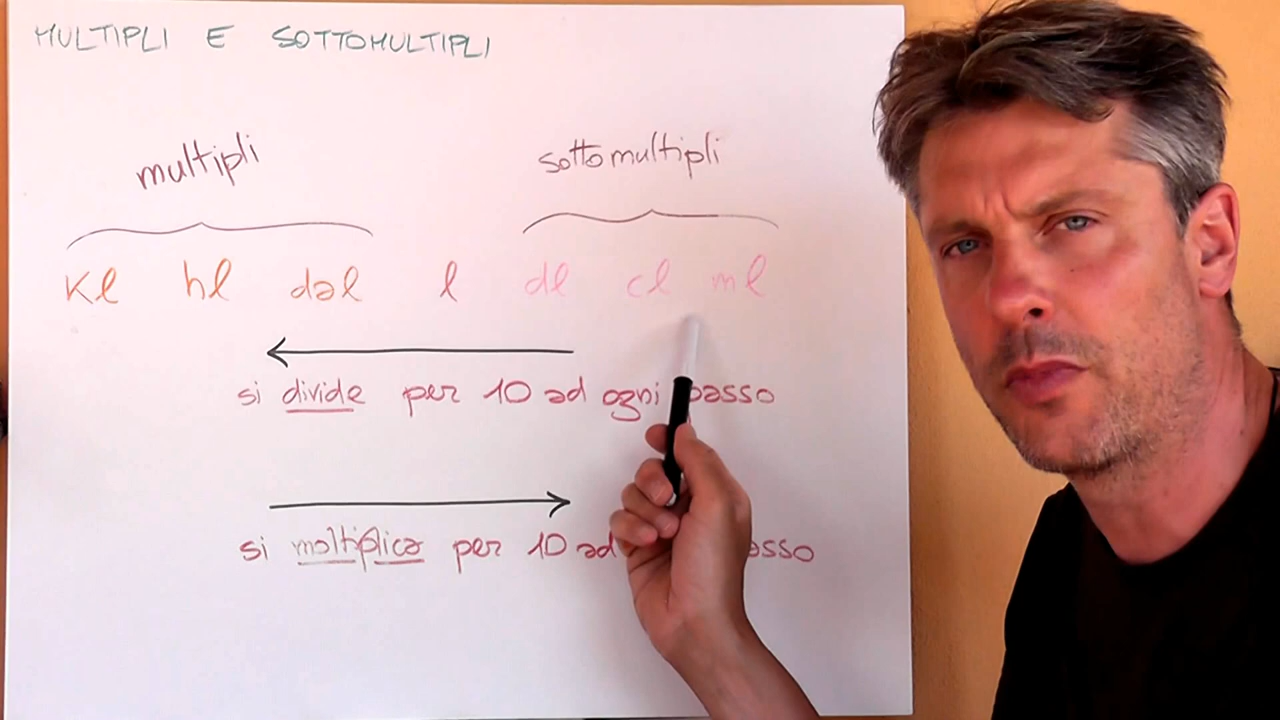 MULTIPLI E SOTTOMULTIPLI
multipli sottomultipli
Kl hl dal l dl cl ml
si divide per 10 ad ogni passo
si moltiplica per 10 ad